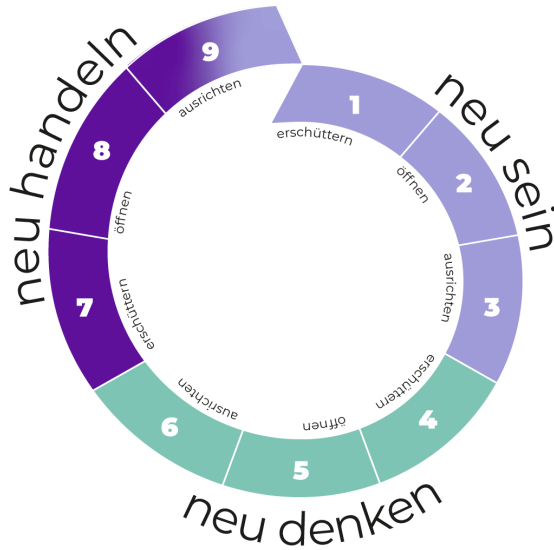 neu sein
1
erschüttern
2
öffnen
3
ausrichten
neu denken
4
erschüttern
5
öffnen
6
ausrichten
neu handeln
7
erschüttern
8
öffnen
9
ausrichten